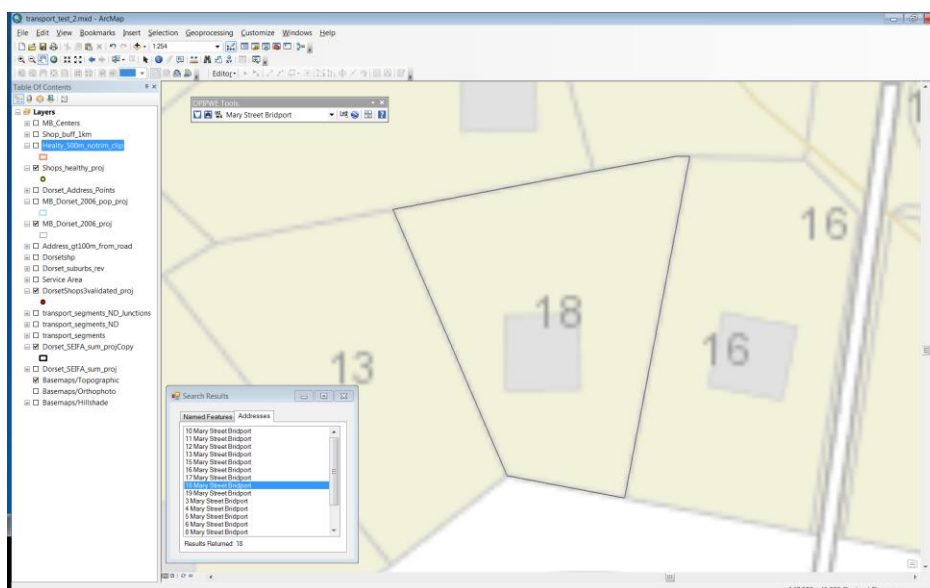 transport_test_2.mxd - ArcMap
File Edit View Bookmarks Insert Selection Geoprocessing Customize Windows Help
1:254
Editor
Table Of Contents
Layers
MB_Centers
Shop_buff_1km
Healty_500m_notrim_clip
Shops_healthy_proj
Dorset_Address_Points
MB_Dorset_2006_pop_proj
MB_Dorset_2006_proj
Address_gt100m_from_road
Dorsetshp
Dorset_suburbs_rev
Service Area
DorsetShops3validated_proj
transport_segments_ND_Junctions
transport_segments_ND
transport_segments
Dorset_SEIFA_sum_projCopy
Dorset_SEIFA_sum_proj
Basemaps/Topographic
Basemaps/Orthophoto
Basemaps/Hillshade
DPIPWE Tools
Mary Street Bridport
16
18
16
13
Search Results
Named Features Addresses
10 Mary Street Bridport
11 Mary Street Bridport
12 Mary Street Bridport
13 Mary Street Bridport
15 Mary Street Bridport
16 Mary Street Bridport
17 Mary Street Bridport
18 Mary Street Bridport
19 Mary Street Bridport
3 Mary Street Bridport
4 Mary Street Bridport
5 Mary Street Bridport
6 Mary Street Bridport
8 Mary Street Bridport
Results Returned: 18